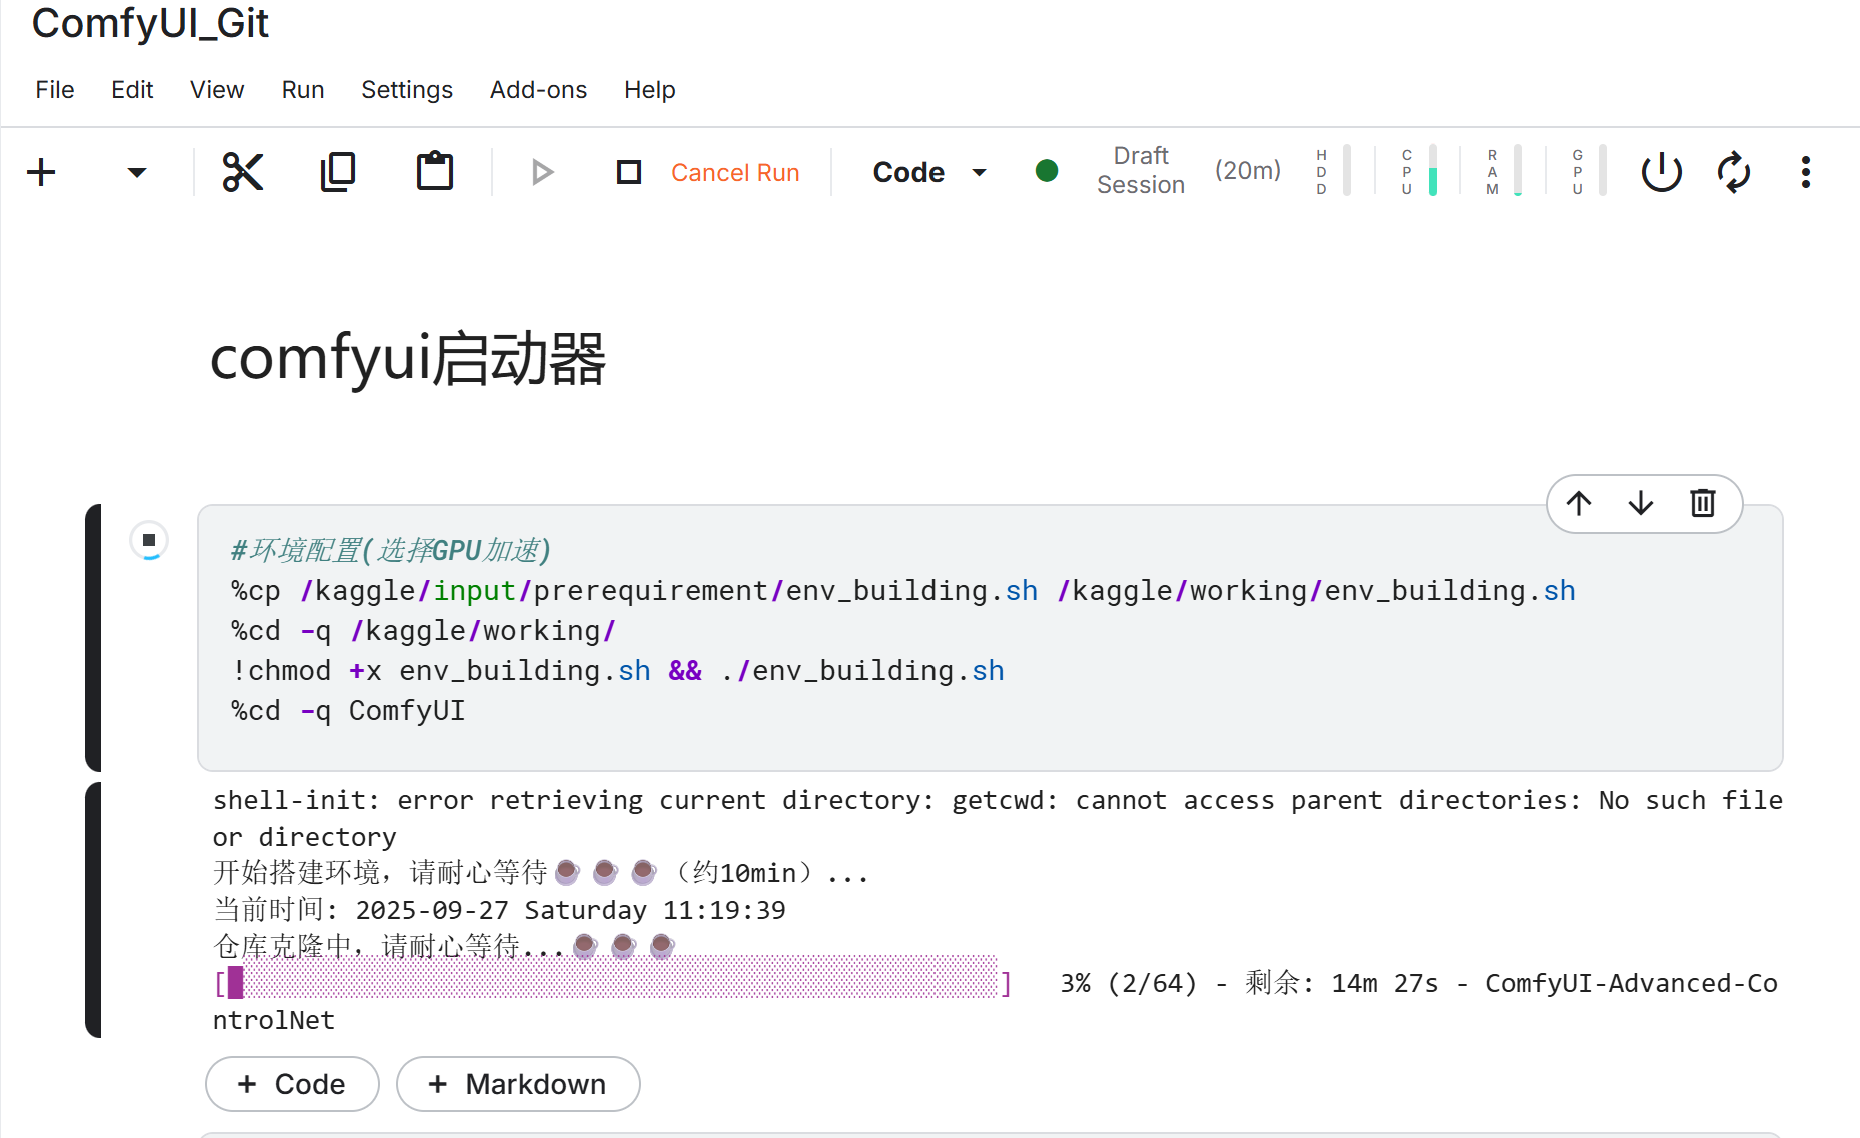 ComfyUI_Git
File Edit View Run Settings Add-ons Help
Cancel Run Code Draft Session (20m) HDD CPU RAM GPU
comfyui启动器
#环境配置(选择GPU加速)
%cp /kaggle/input/prerequirement/env_building.sh /kaggle/working/env_building.sh
%cd -q /kaggle/working/
!chmod +x env_building.sh && ./env_building.sh
%cd -q ComfyUI
shell-init: error retrieving current directory: getcwd: cannot access parent directories: No such file
or directory
开始搭建环境，请耐心等待☕☕☕（约10min）...
当前时间: 2025-09-27 Saturday 11:19:39
仓库克隆中，请耐心等待...☕☕☕
[█░░░░░░░░░░░░░░░░░░░░░░░░░░░░░░░░░░░░░░░░░░░░░░░░░] 3% (2/64) - 剩余: 14m 27s - ComfyUI-Advanced-Co
ntrolNet
+ Code + Markdown